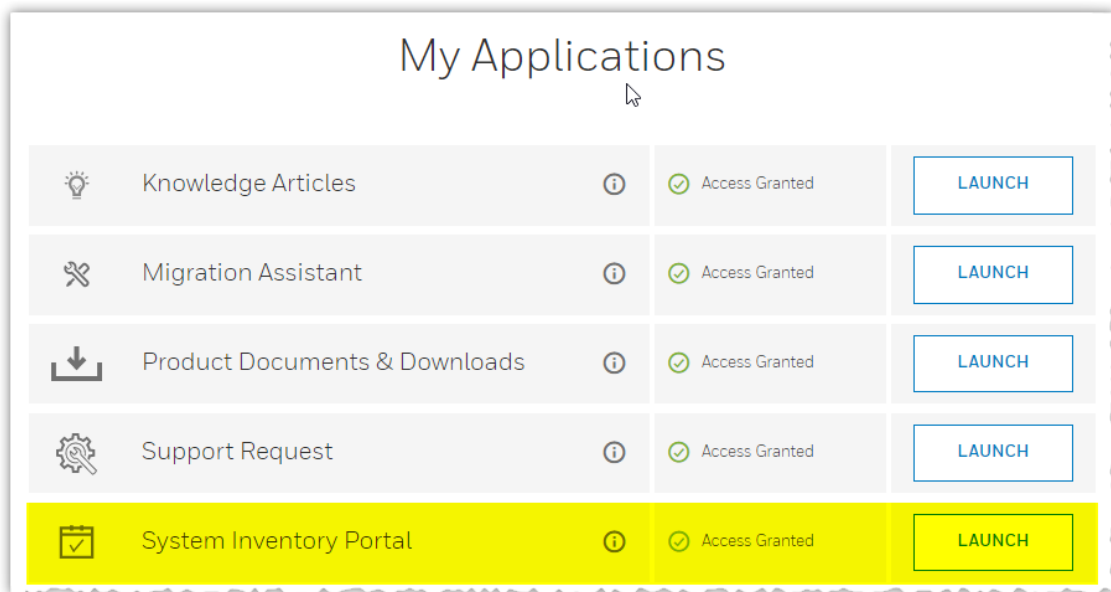 My Applications
Knowledge Articles Access Granted LAUNCH
Migration Assistant Access Granted LAUNCH
Product Documents & Downloads Access Granted LAUNCH
Support Request Access Granted LAUNCH
System Inventory Portal Access Granted LAUNCH